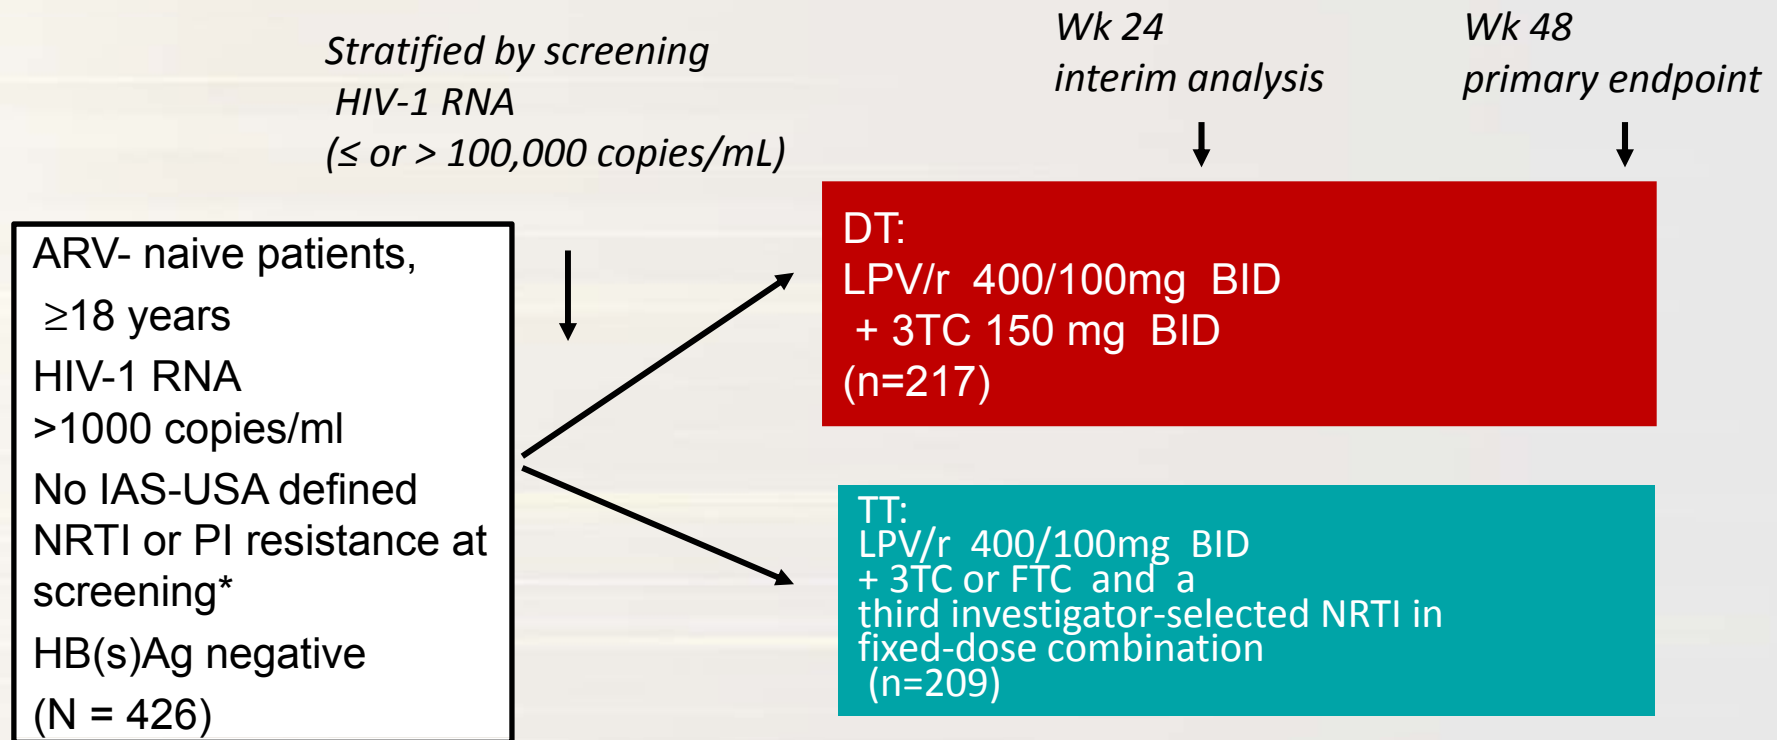 Stratified by screening
HIV-1 RNA
(≤ or > 100,000 copies/mL)
Wk 24
interim analysis
Wk 48
primary endpoint
ARV- naive patients,
≥18 years
HIV-1 RNA
>1000 copies/ml
No IAS-USA defined
NRTI or PI resistance at
screening*
HB(s)Ag negative
(N = 426)
DT:
LPV/r 400/100mg BID
+ 3TC 150 mg BID
(n=217)
TT:
LPV/r 400/100mg BID
+ 3TC or FTC and a
third investigator-selected NRTI in
fixed-dose combination
(n=209)